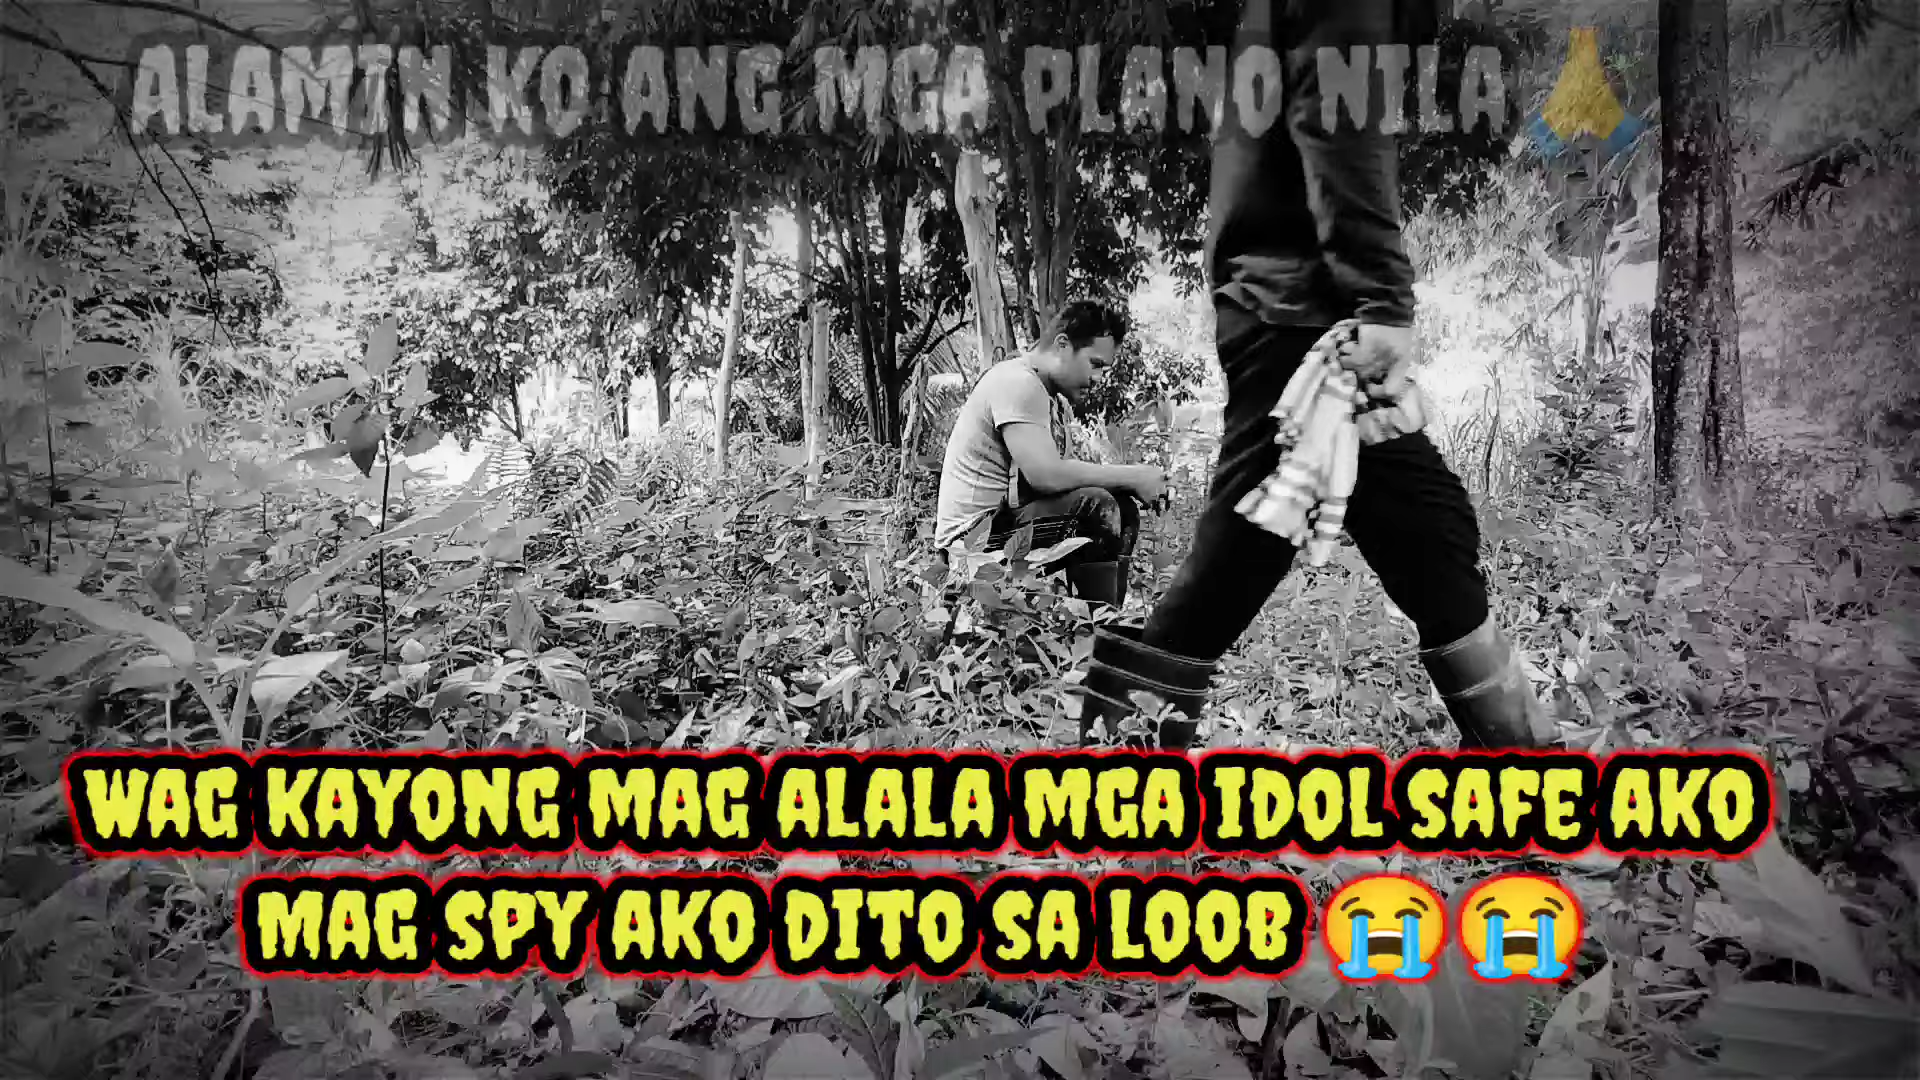 ALAMIN KO ANG MGA PLANO NILA 🙏
WAG KAYONG MAG ALALA MGA IDOL SAFE AKO
MAG SPY AKO DITO SA LOOB 😭😭